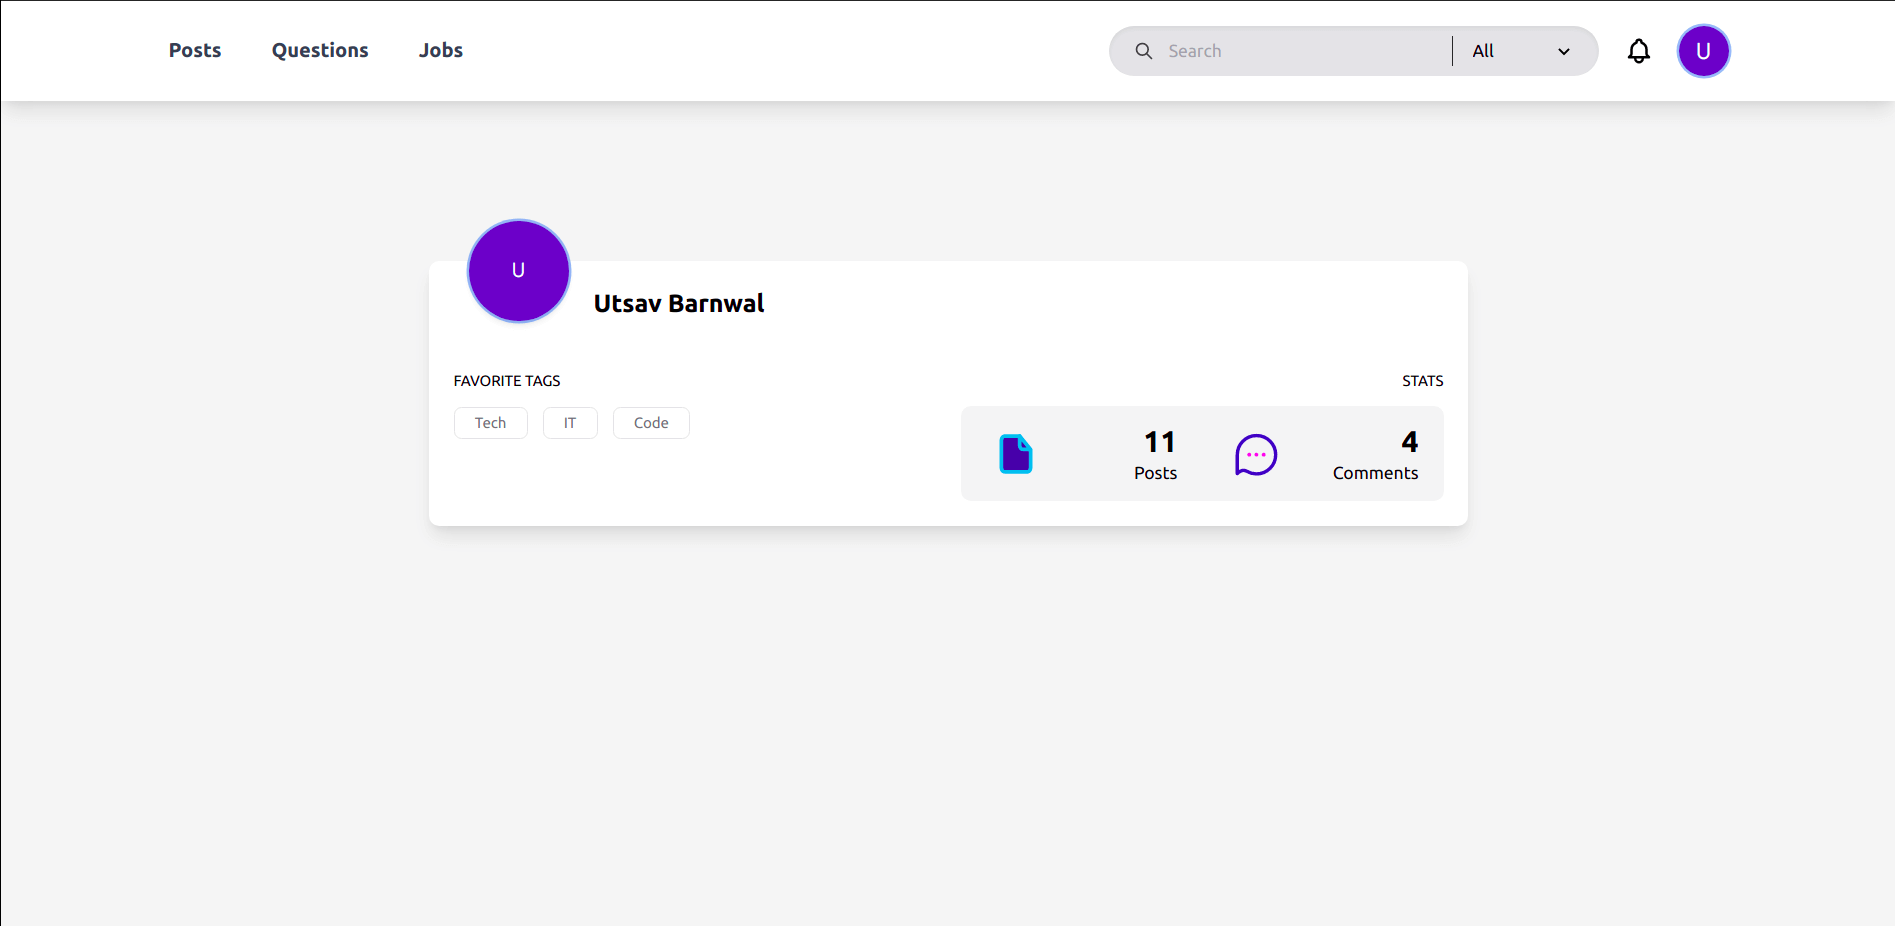 Posts Questions Jobs Search All U
U
Utsav Barnwal
FAVORITE TAGS
Tech IT Code
STATS
11 Posts
4 Comments